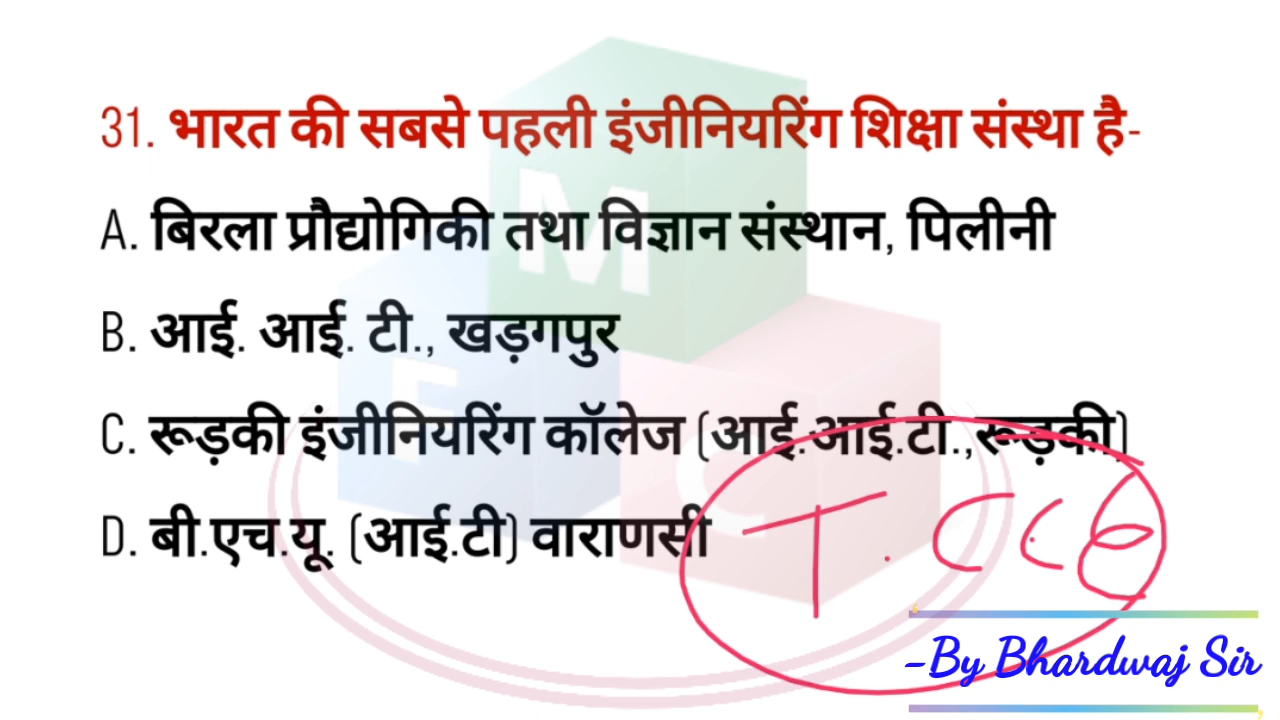 31. भारत की सबसे पहली इंजीनियरिंग शिक्षा संस्था है-
A. बिरला प्रौद्योगिकी तथा विज्ञान संस्थान, पिलीनी
B. आई. आई. टी., खड़गपुर
C. रूड़की इंजीनियरिंग कॉलेज (आई.आई.टी.,रूड़की)
D. बी.एच.यू. (आई.टी) वाराणसी
T.CCE
-By Bhardwaj Sir
M
E
C